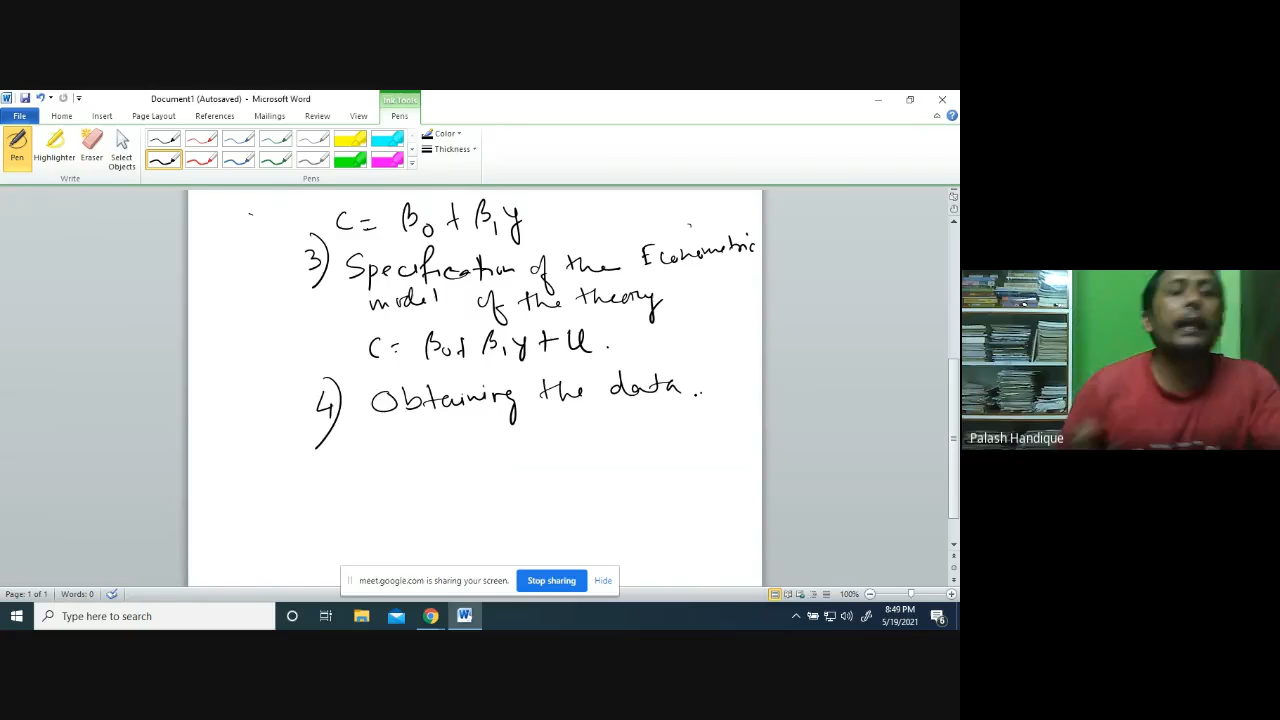 Document1 (Autosaved) - Microsoft Word
Ink Tools
File Home Insert Page Layout References Mailings Review View Pens
Pen Highlighter Eraser Select Objects
Color
Thickness
Write
Pens
C = β0 + β1y
3) Specification of the Econometric
model of the theory
C = β0 + β1y + U.
4) Obtaining the data ..
Palash Handique
meet.google.com is sharing your screen. Stop sharing Hide
Page: 1 of 1 Words: 0 100%
Type here to search
8:49 PM
5/19/2021
6